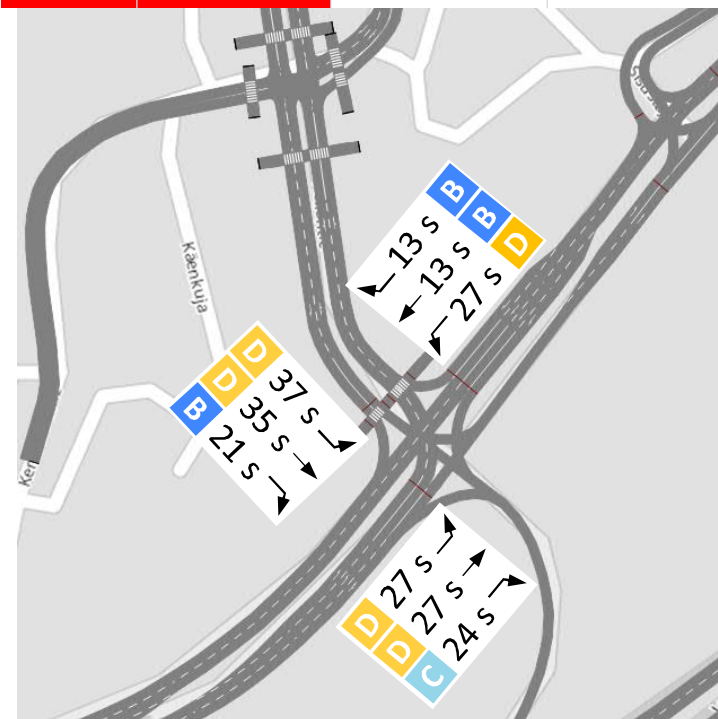 Käenkuja
B 13 s
B 13 s
D 27 s
D 37 s
D 35 s
B 21 s
D 27 s
D 27 s
C 24 s